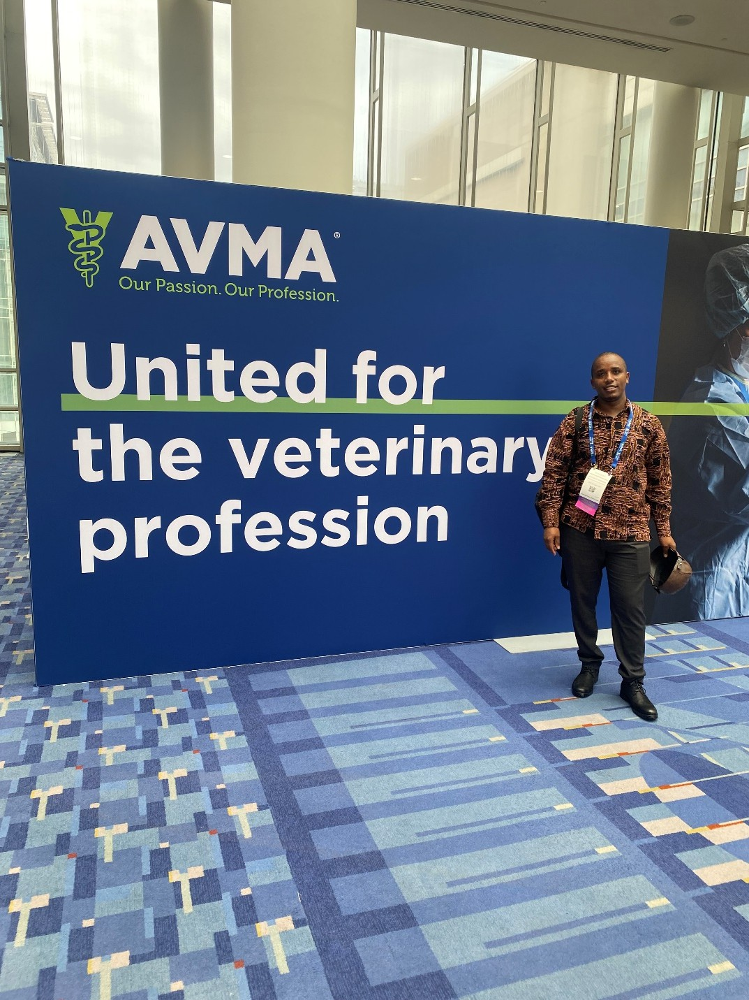 AVMA®
Our Passion. Our Profession.
United for
the veterinary
profession